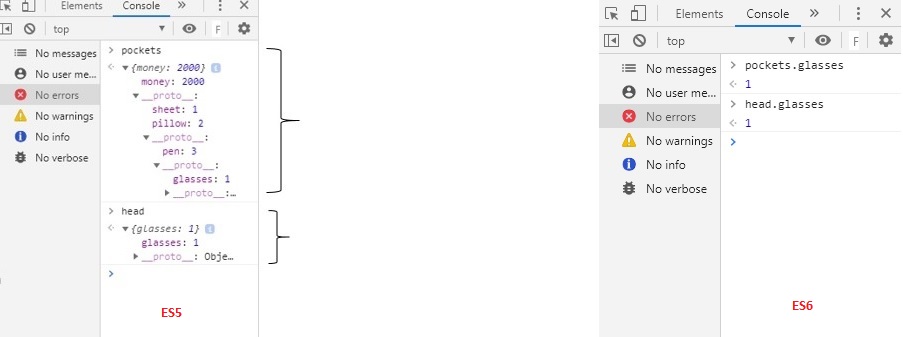 Elements Console »
top F
No messages
No user me...
No errors
No warnings
No info
No verbose
> pockets
{money: 2000} i
money: 2000
__proto__:
sheet: 1
pillow: 2
__proto__:
pen: 3
__proto__:
glasses: 1
__proto__:…
> head
{glasses: 1} i
glasses: 1
__proto__: Obje…
>
ES5
Elements Console »
top F
No messages
No user me...
No errors
No warnings
No info
No verbose
> pockets.glasses
1
> head.glasses
1
>
ES6